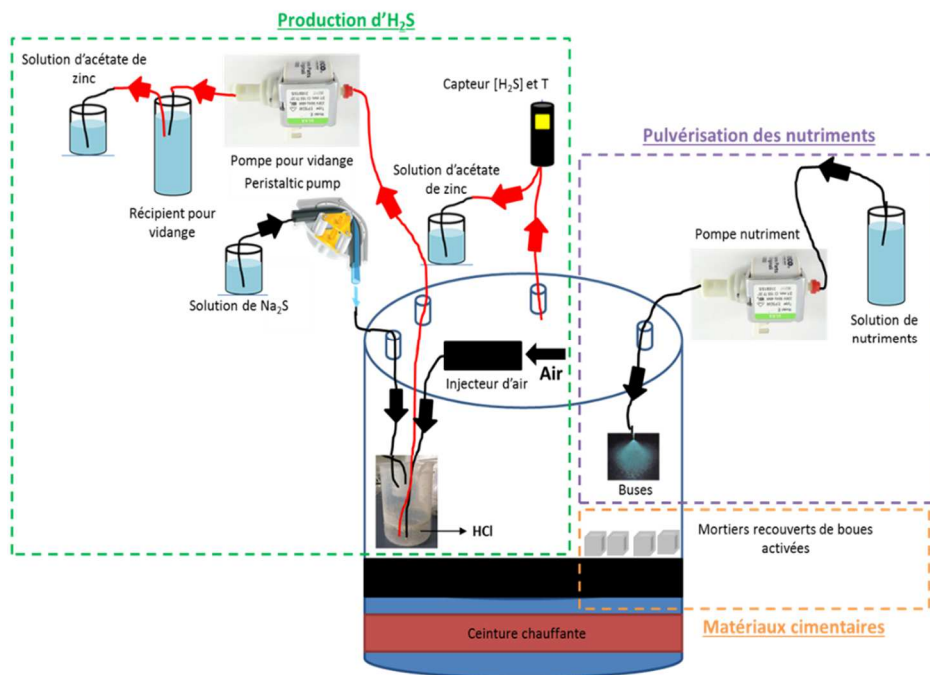 Production d'H₂S
Solution d'acétate de
zinc
Pompe pour vidange
Peristaltic pump
Récipient pour
vidange
Solution de Na₂S
Capteur [H₂S] et T
Solution d'acétate
de zinc
Injecteur d'air
Air
HCl
Pulvérisation des nutriments
Pompe nutriment
Solution de
nutriments
Buses
Mortiers recouverts de boues
activées
Matériaux cimentaires
Ceinture chauffante